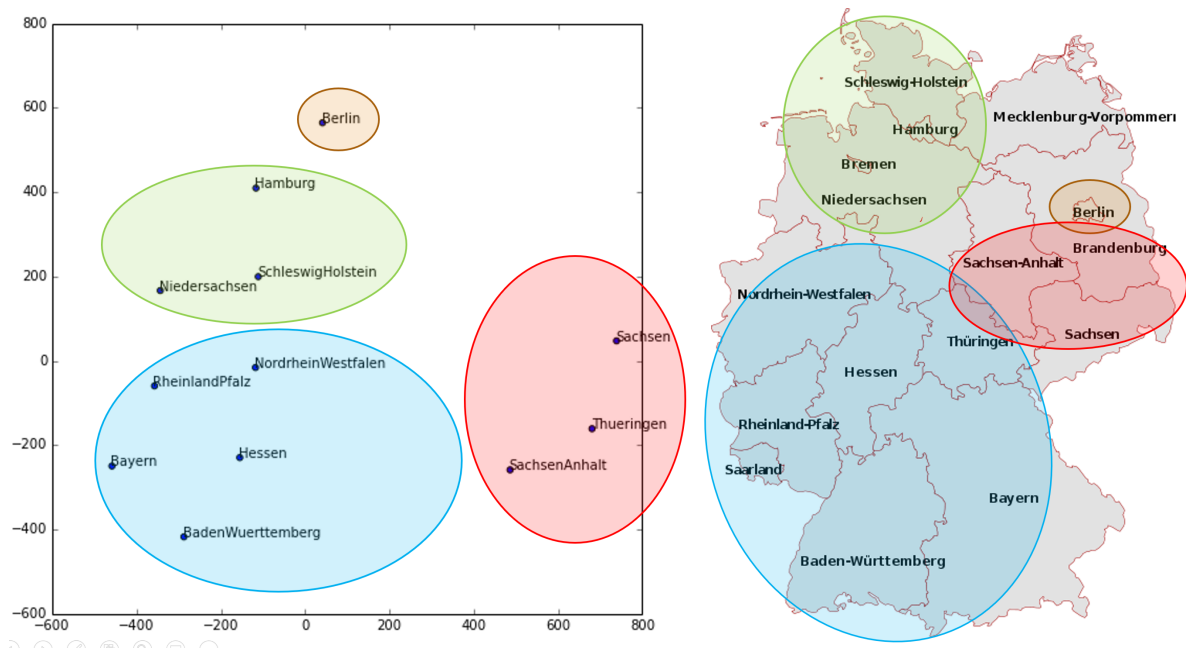 800
600
400
200
0
−200
−400
−600
−600
−400
−200
0
200
400
600
800
Berlin
Hamburg
SchleswigHolstein
Niedersachsen
NordrheinWestfalen
RheinlandPfalz
Hessen
Bayern
BadenWuerttemberg
Sachsen
Thueringen
SachsenAnhalt
Schleswig-Holstein
Mecklenburg-Vorpommern
Hamburg
Bremen
Niedersachsen
Berlin
Brandenburg
Sachsen-Anhalt
Nordrhein-Westfalen
Sachsen
Thüringen
Hessen
Rheinland-Pfalz
Saarland
Bayern
Baden-Württemberg